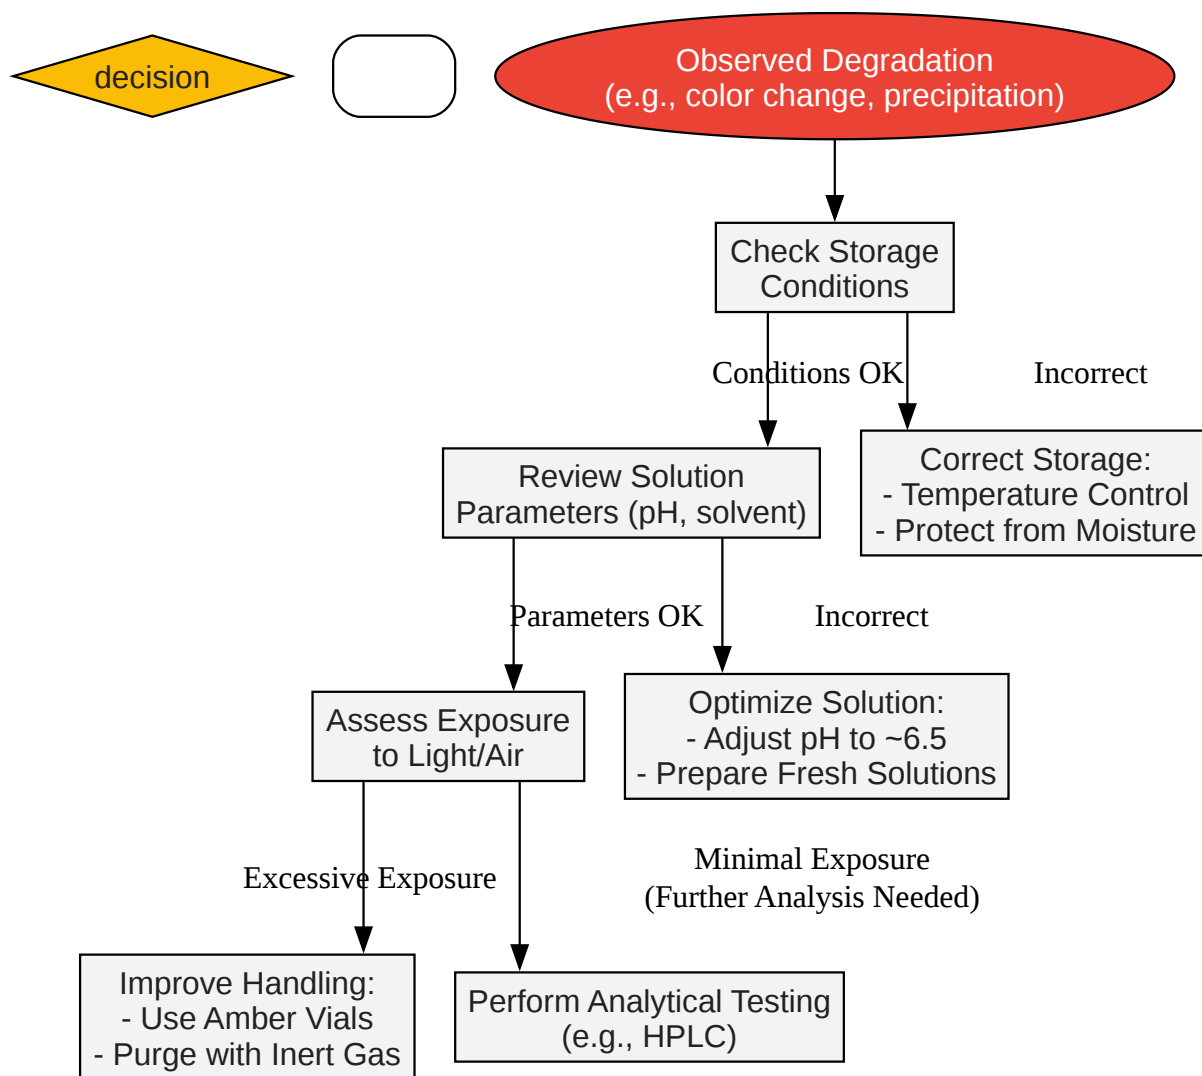 decision
Observed Degradation
(e.g., color change, precipitation)
Check Storage
Conditions
Conditions OK
Incorrect
Review Solution
Parameters (pH, solvent)
Correct Storage:
- Temperature Control
- Protect from Moisture
Parameters OK
Incorrect
Assess Exposure
to Light/Air
Optimize Solution:
- Adjust pH to ~6.5
- Prepare Fresh Solutions
Excessive Exposure
Minimal Exposure
(Further Analysis Needed)
Improve Handling:
- Use Amber Vials
- Purge with Inert Gas
Perform Analytical Testing
(e.g., HPLC)